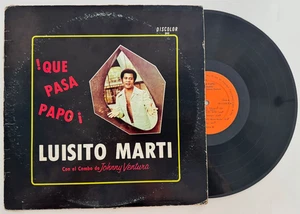 DISCOLOR
¡QUE
PASA
PAPO¡
LUISITO MARTI
Con el Combo de Johnny Ventura